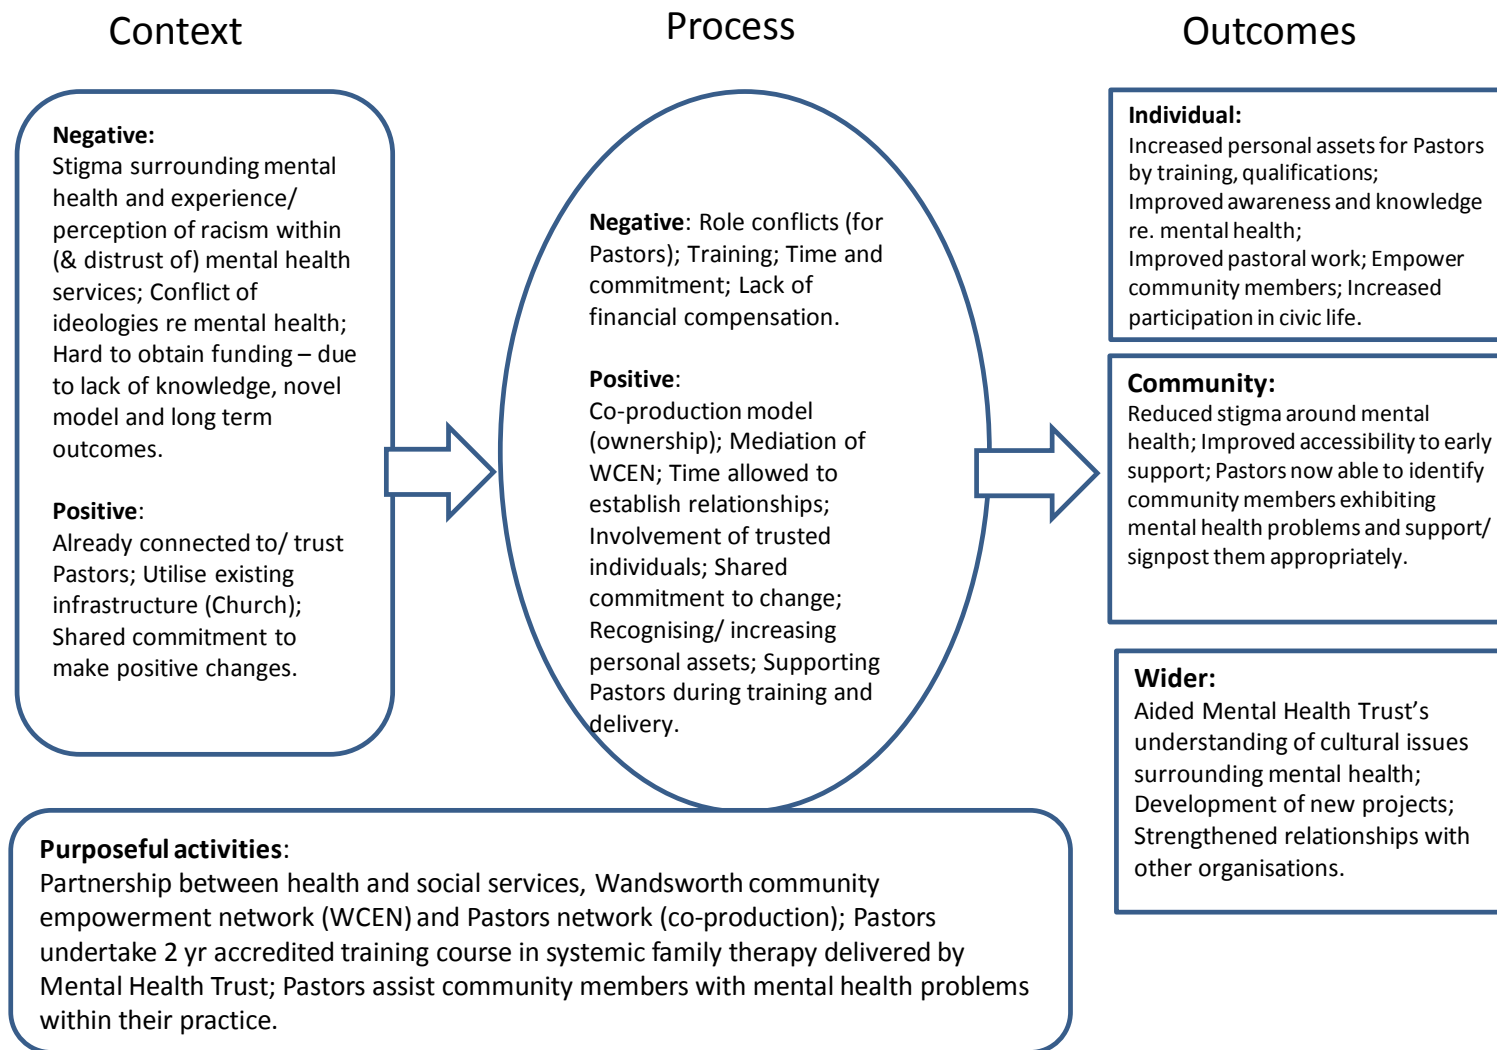 Context
Process
Outcomes
Negative:
Stigma surrounding mental
health and experience/
perception of racism within
(& distrust of) mental health
services; Conflict of
ideologies re mental health;
Hard to obtain funding – due
to lack of knowledge, novel
model and long term
outcomes.
Positive:
Already connected to/ trust
Pastors; Utilise existing
infrastructure (Church);
Shared commitment to
make positive changes.
Negative: Role conflicts (for
Pastors); Training; Time and
commitment; Lack of
financial compensation.
Positive:
Co-production model
(ownership); Mediation of
WCEN; Time allowed to
establish relationships;
Involvement of trusted
individuals; Shared
commitment to change;
Recognising/ increasing
personal assets; Supporting
Pastors during training and
delivery.
Individual:
Increased personal assets for Pastors
by training, qualifications;
Improved awareness and knowledge
re. mental health;
Improved pastoral work; Empower
community members; Increased
participation in civic life.
Community:
Reduced stigma around mental
health; Improved accessibility to early
support; Pastors now able to identify
community members exhibiting
mental health problems and support/
signpost them appropriately.
Wider:
Aided Mental Health Trust’s
understanding of cultural issues
surrounding mental health;
Development of new projects;
Strengthened relationships with
other organisations.
Purposeful activities:
Partnership between health and social services, Wandsworth community
empowerment network (WCEN) and Pastors network (co-production); Pastors
undertake 2 yr accredited training course in systemic family therapy delivered by
Mental Health Trust; Pastors assist community members with mental health problems
within their practice.